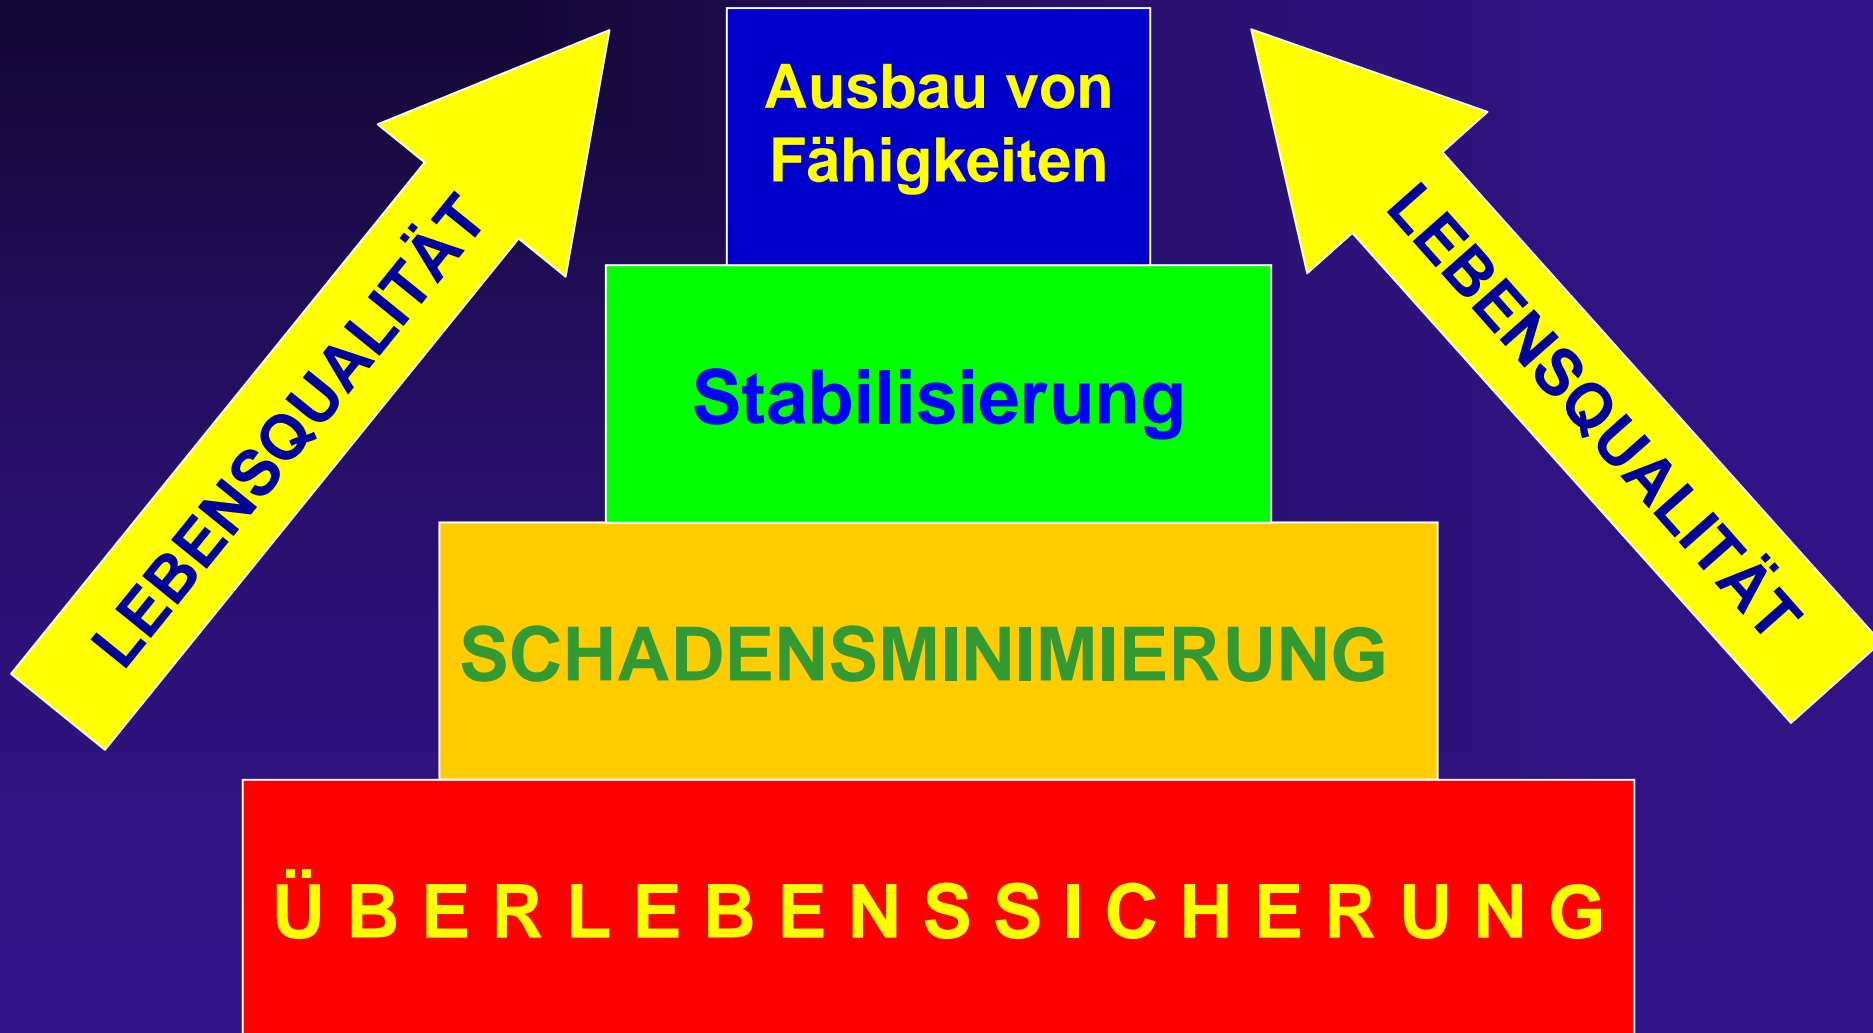 Ausbau von
Fähigkeiten
LEBENSQUALITÄT
LEBENSQUALITÄT
Stabilisierung
SCHADENSMINIMIERUNG
Ü B E R L E B E N S S I C H E R U N G